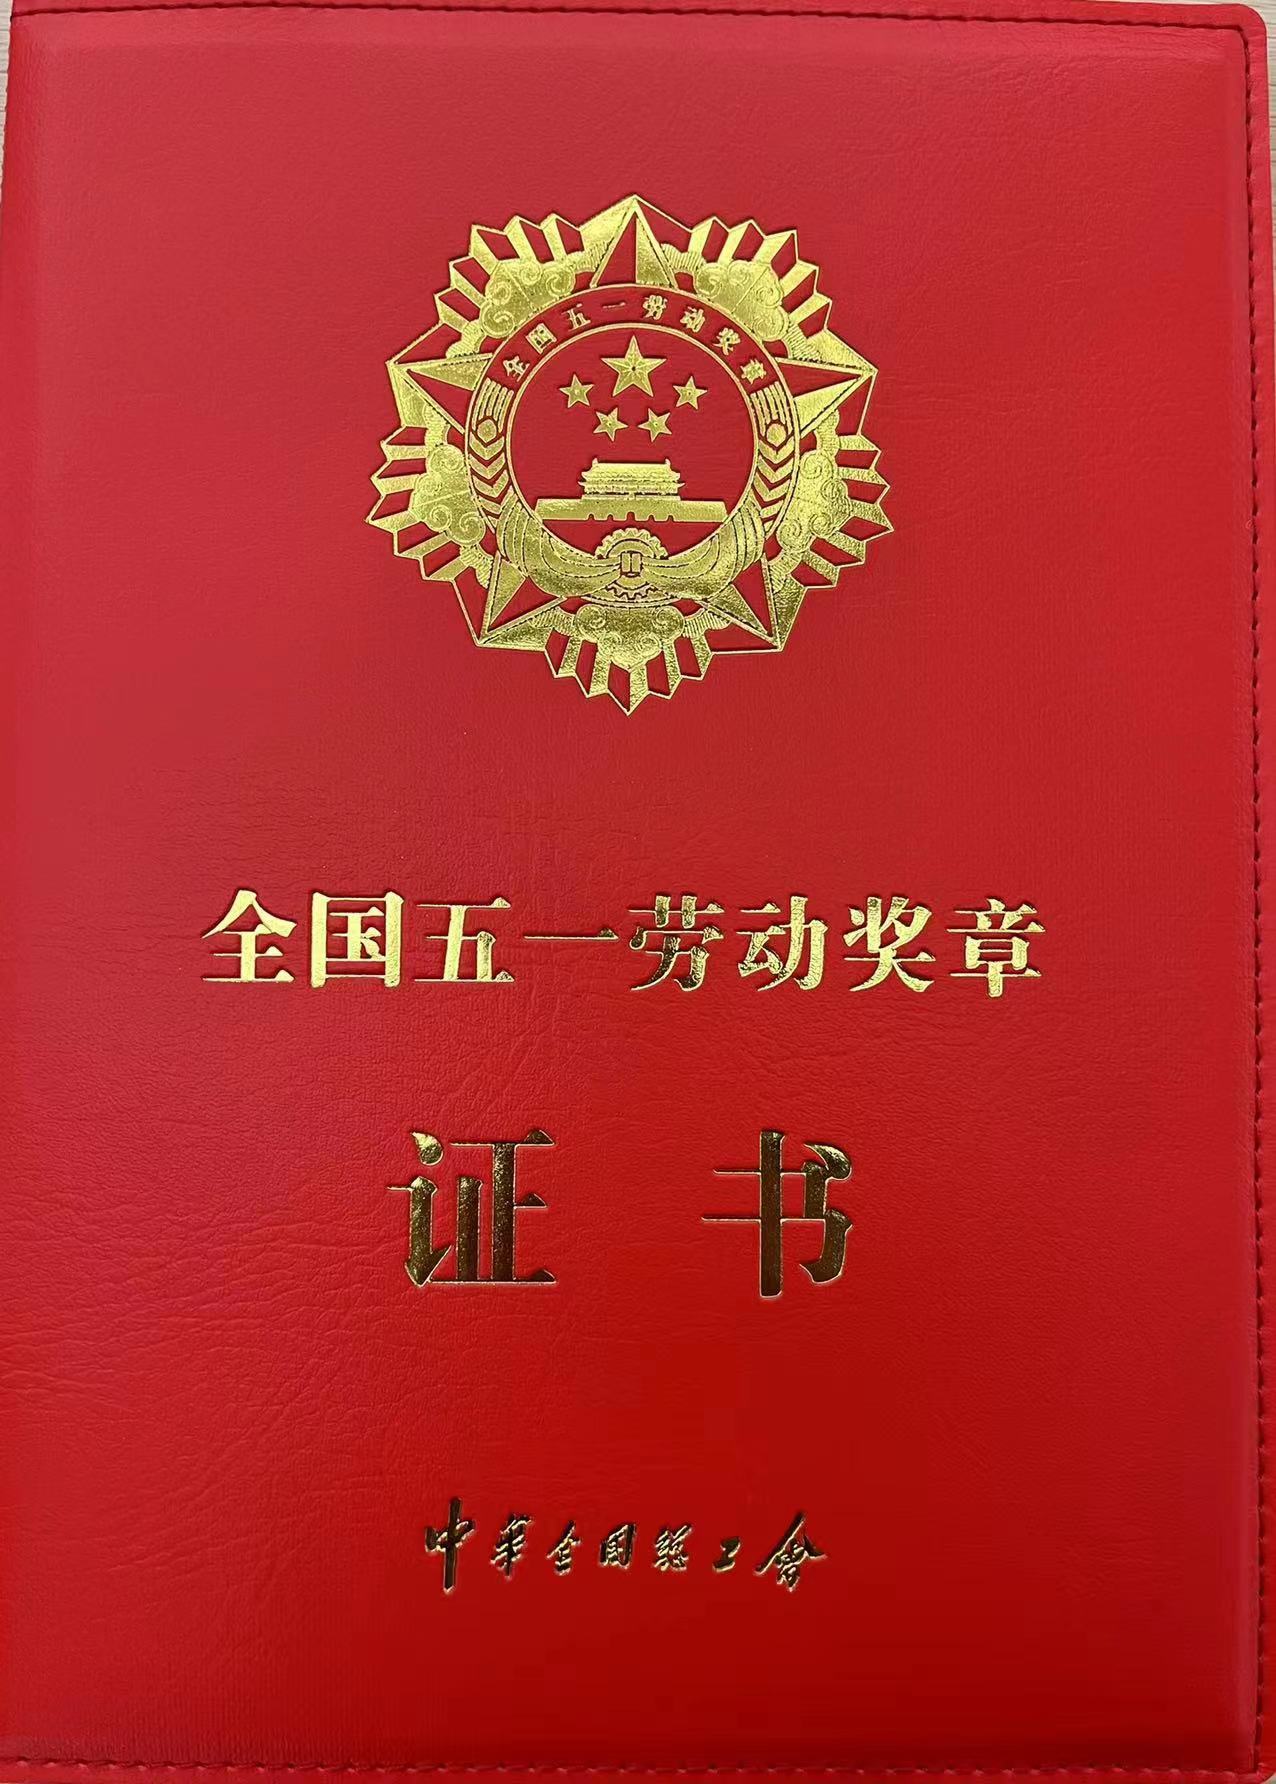 全国五一劳动奖章
全国五一劳动奖章
证书
中华全国总工會